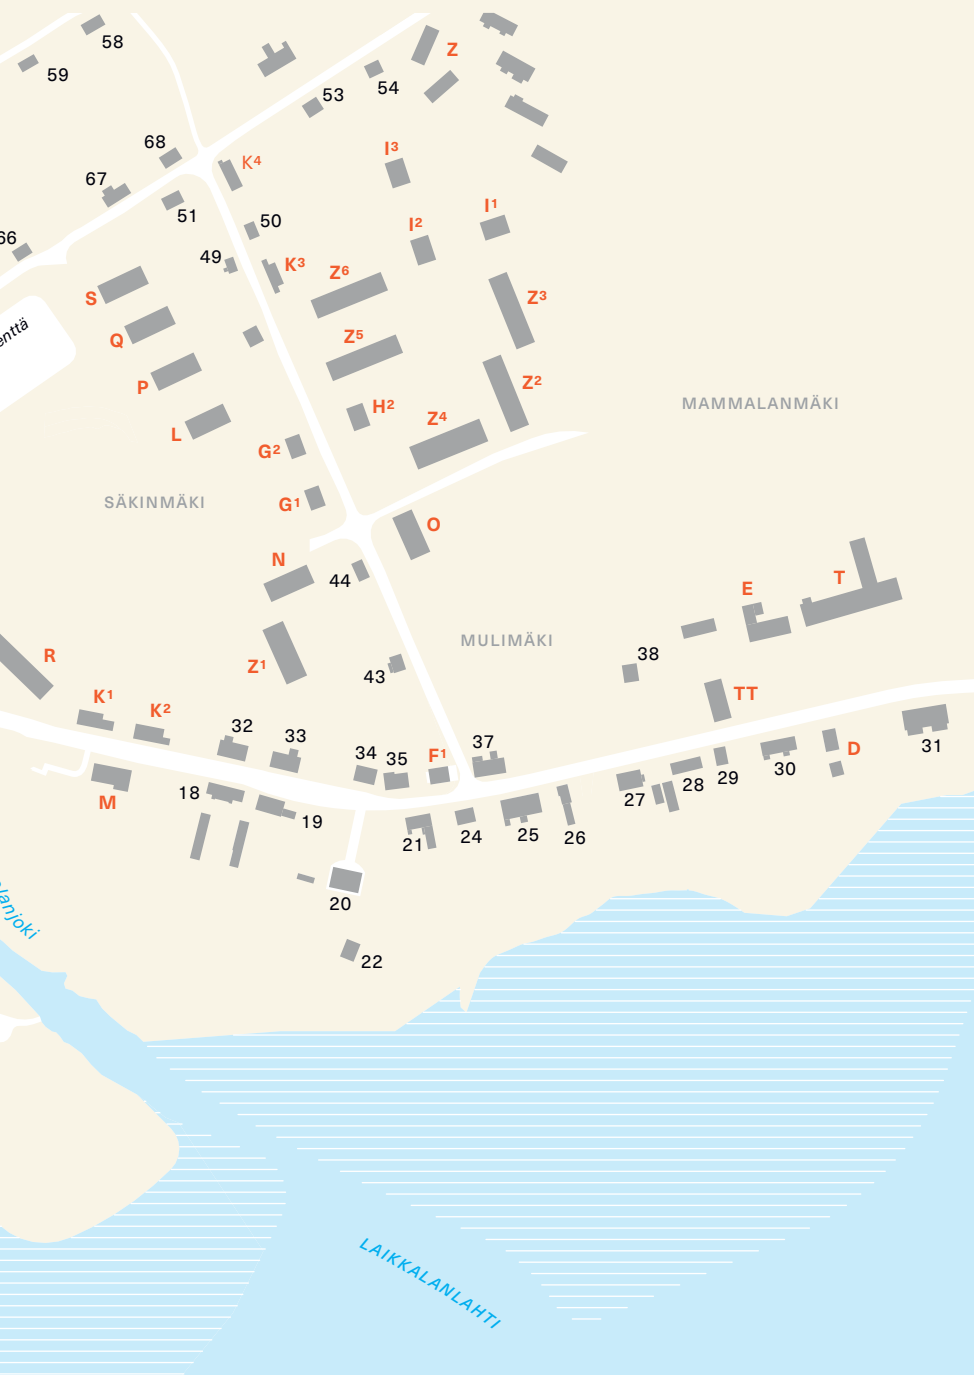 58
59
Z
53
54
68
I³
K⁴
67
51
I¹
50
I²
66
49
K³
Z⁶
S
Z³
enttä
Q
Z⁵
P
Z²
MAMMALANMÄKI
H²
Z⁴
L
G²
SÄKINMÄKI
G¹
O
N
44
T
E
MULIMÄKI
38
R
Z¹
43
TT
K¹
K²
32
33
37
31
D
34
35
F¹
30
29
M
18
28
27
19
21
24
25
26
lanjoki
20
22
LAIKKALANLAHTI